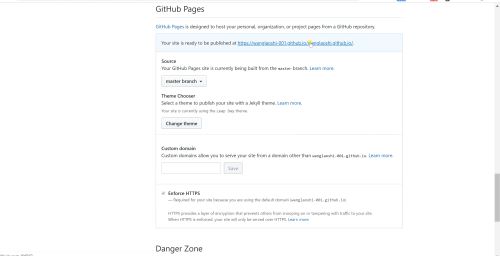 GitHub Pages
GitHub Pages is designed to host your personal, organization, or project pages from a GitHub repository.
Your site is ready to be published at https://wanglaoshi-001.github.io/wanglaoshi.github.io/.
Source
Your GitHub Pages site is currently being built from the master branch. Learn more.
master branch
Theme Chooser
Select a theme to publish your site with a Jekyll theme. Learn more.
Your site is currently using the theme.
Change theme
Custom domain
Custom domains allow you to serve your site from a domain other than wanglaoshi-001.github.io. Learn more.
Save
Enforce HTTPS
— Required for your site because you are using the default domain (wanglaoshi-001.github.io)
HTTPS provides a layer of encryption that prevents others from snooping on or tampering with traffic to your site.
When HTTPS is enforced, your site will only be served over HTTPS. Learn more.
Danger Zone